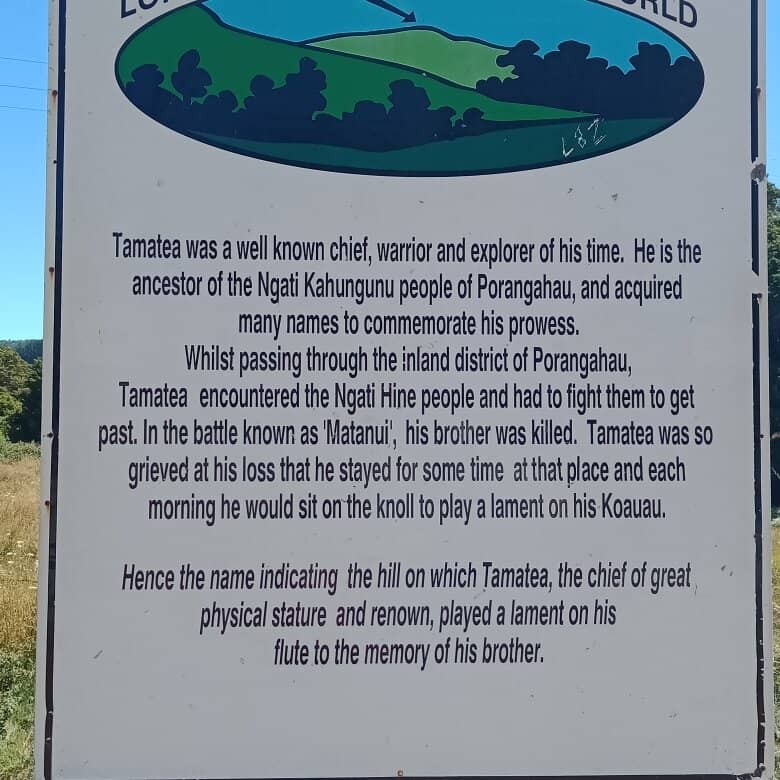 Tamatea was a well known chief, warrior and explorer of his time. He is the
ancestor of the Ngati Kahungunu people of Porangahau, and acquired
many names to commemorate his prowess.
Whilst passing through the inland district of Porangahau,
Tamatea encountered the Ngati Hine people and had to fight them to get
past. In the battle known as 'Matanui', his brother was killed. Tamatea was so
grieved at his loss that he stayed for some time at that place and each
morning he would sit on the knoll to play a lament on his Koauau.
Hence the name indicating the hill on which Tamatea, the chief of great
physical stature and renown, played a lament on his
flute to the memory of his brother.